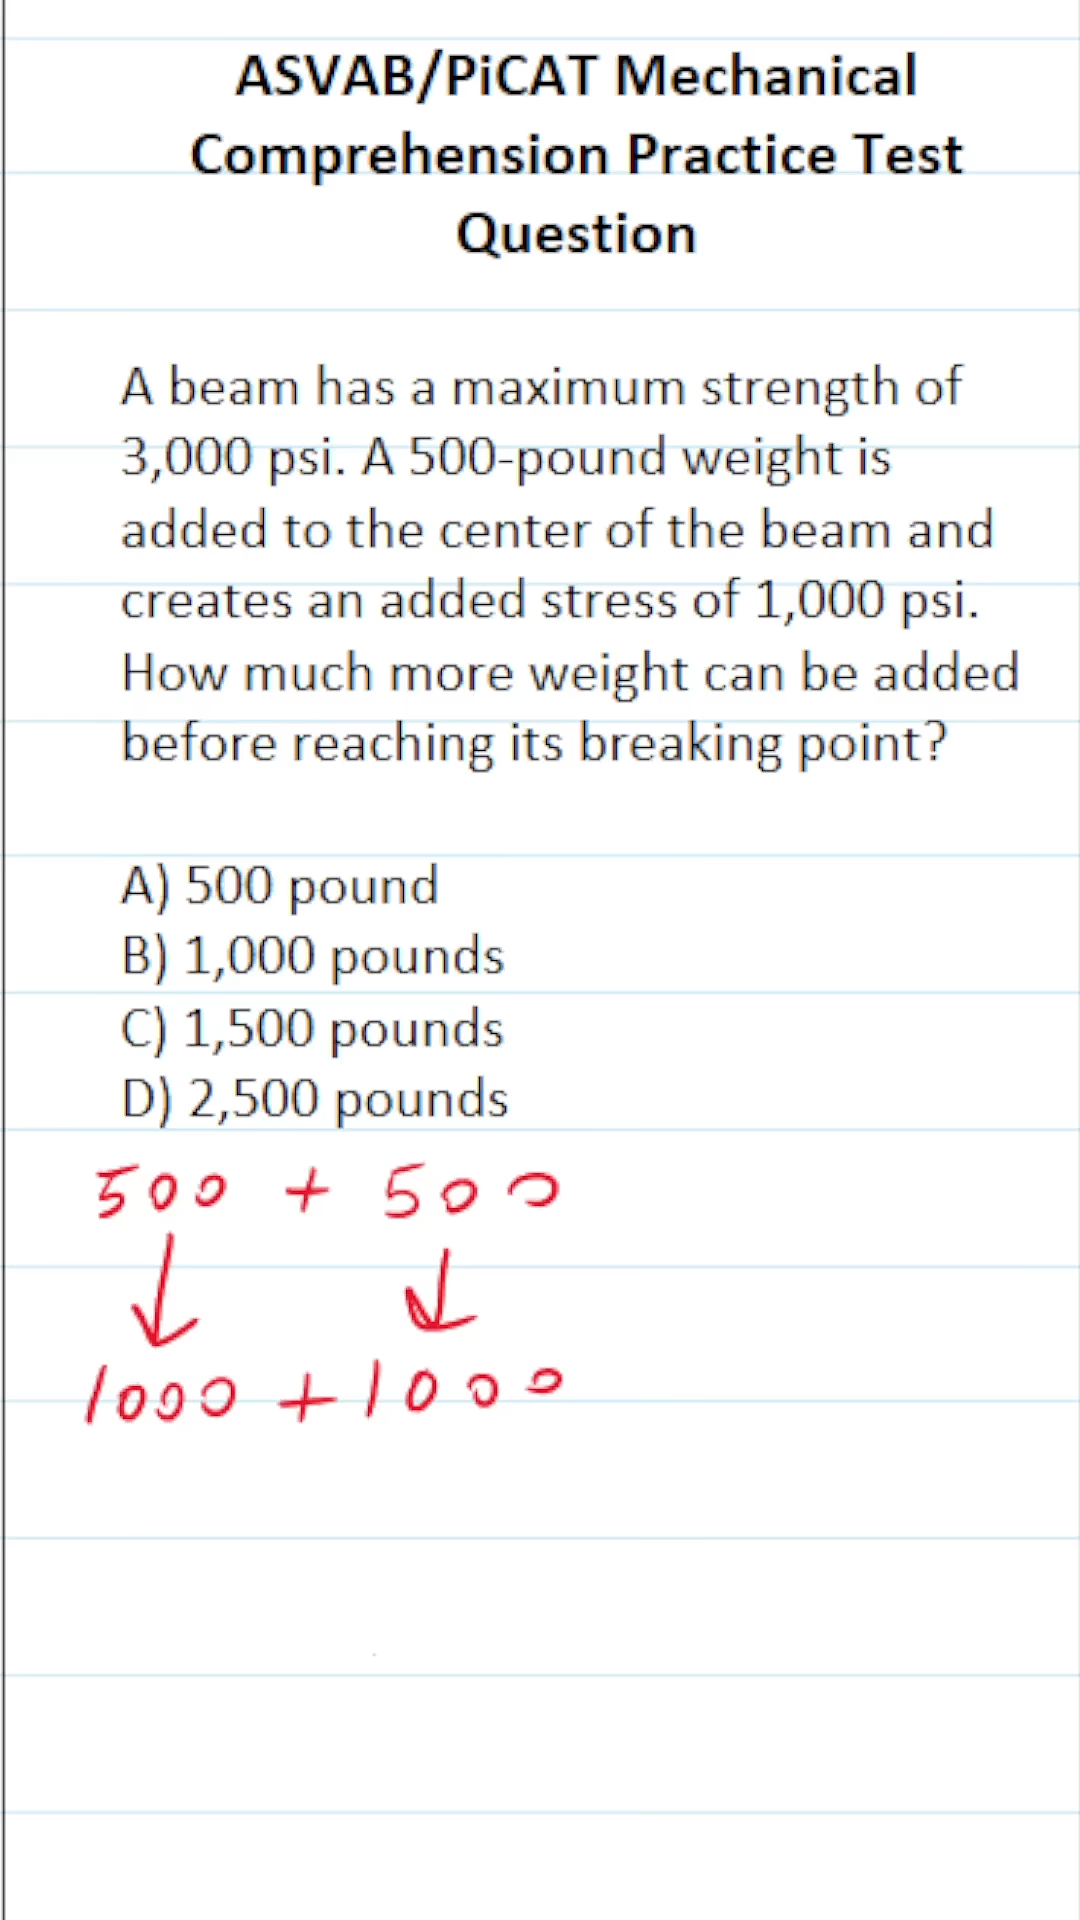 ASVAB/PiCAT Mechanical
Comprehension Practice Test
Question
A beam has a maximum strength of
3,000 psi. A 500-pound weight is
added to the center of the beam and
creates an added stress of 1,000 psi.
How much more weight can be added
before reaching its breaking point?
A) 500 pound
B) 1,000 pounds
C) 1,500 pounds
D) 2,500 pounds
500 + 500
1000 + 1000